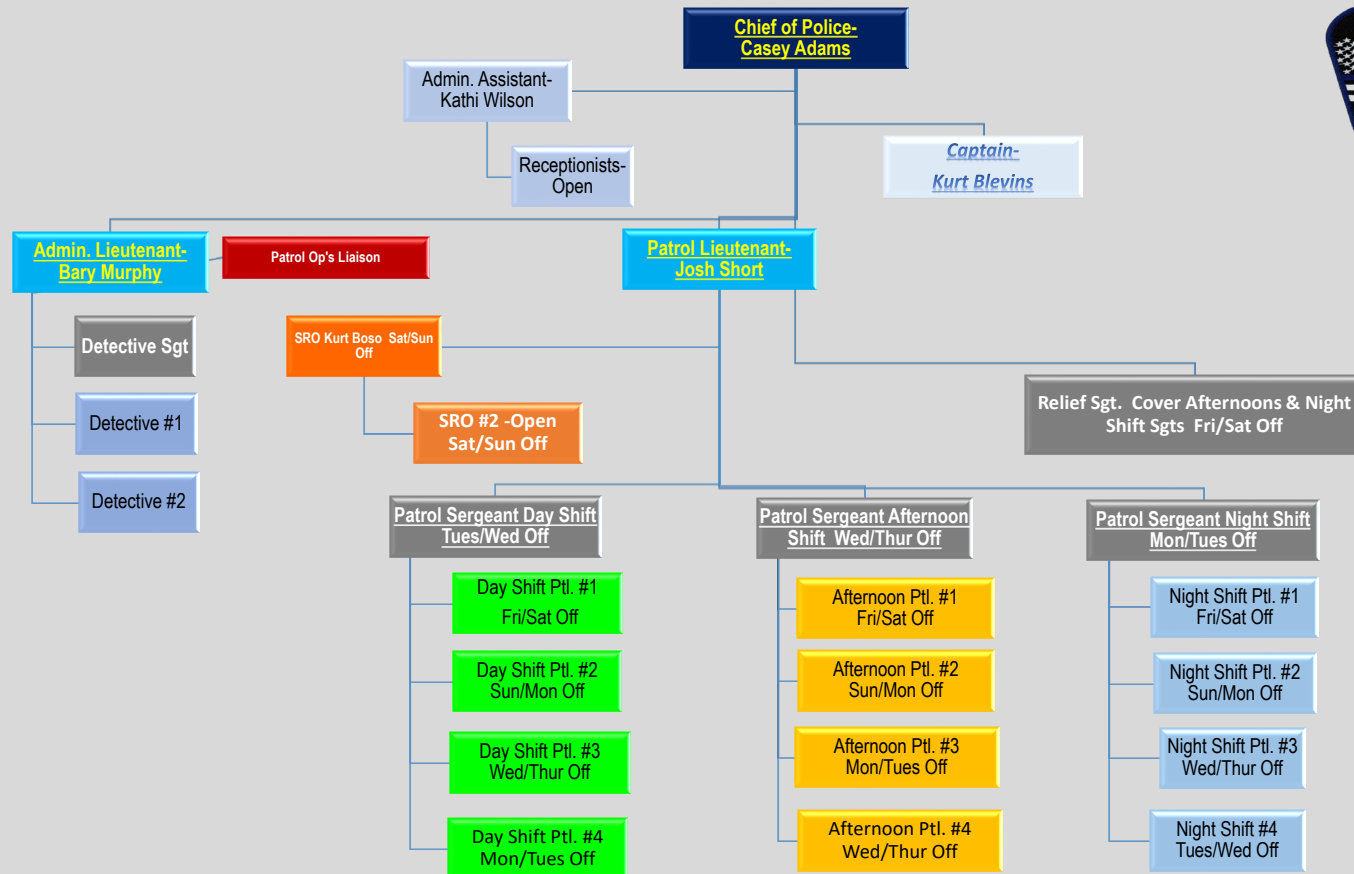 Chief of Police-
Casey Adams
Admin. Assistant-
Kathi Wilson
Captain-
Kurt Blevins
Receptionists-
Open
Admin. Lieutenant-
Bary Murphy
Patrol Op's Liaison
Patrol Lieutenant-
Josh Short
Detective Sgt
Detective #1
Detective #2
SRO Kurt Boso  Sat/Sun
Off
SRO #2 -Open
Sat/Sun Off
Relief Sgt.  Cover Afternoons & Night
Shift Sgts  Fri/Sat Off
Patrol Sergeant Day Shift
Tues/Wed Off
Day Shift Ptl. #1
Fri/Sat Off
Day Shift Ptl. #2
Sun/Mon Off
Day Shift Ptl. #3
Wed/Thur Off
Day Shift Ptl. #4
Mon/Tues Off
Patrol Sergeant Afternoon
Shift  Wed/Thur Off
Afternoon Ptl. #1
Fri/Sat Off
Afternoon Ptl. #2
Sun/Mon Off
Afternoon Ptl. #3
Mon/Tues Off
Afternoon Ptl. #4
Wed/Thur Off
Patrol Sergeant Night Shift
Mon/Tues Off
Night Shift Ptl. #1
Fri/Sat Off
Night Shift Ptl. #2
Sun/Mon Off
Night Shift Ptl. #3
Wed/Thur Off
Night Shift #4
Tues/Wed Off